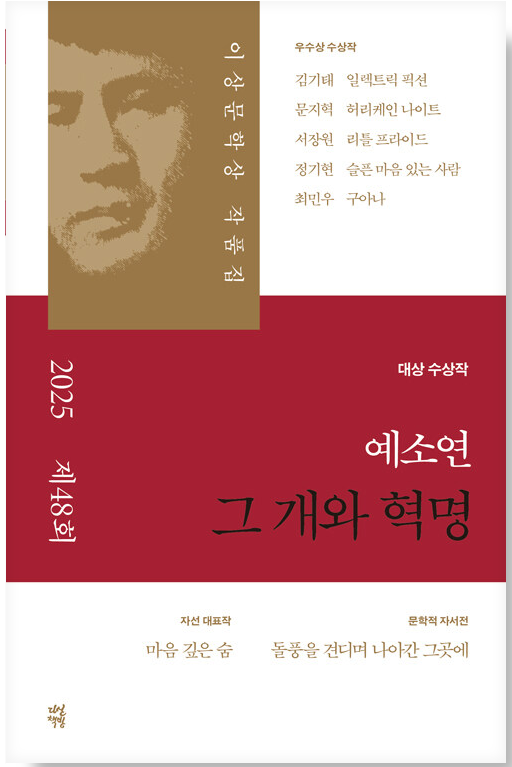 이상문학상 작품집
우수상 수상작
김기태 일렉트릭 픽션
문지혁 허리케인 나이트
서장원 리틀 프라이드
정기현 슬픈 마음 있는 사람
최민우 구아나
2025 제48회
대상 수상작
예소연
그 개와 혁명
자선 대표작
마음 깊은 숨
문학적 자서전
돌풍을 견디며 나아간 그곳에
다산
책방